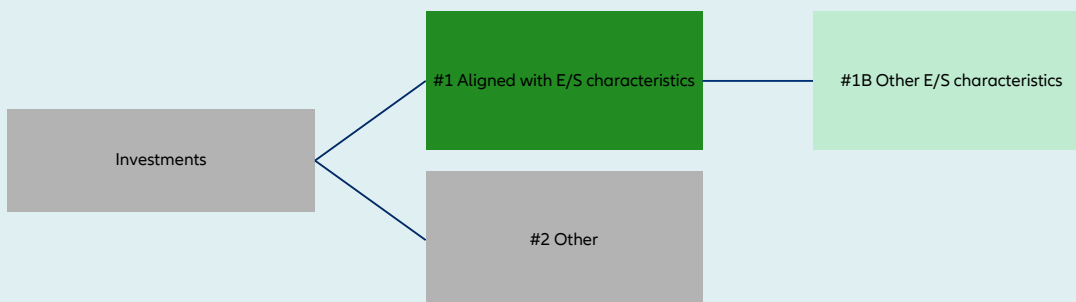 #1 Aligned with E/S characteristics
#1B Other E/S characteristics
Investments
#2 Other